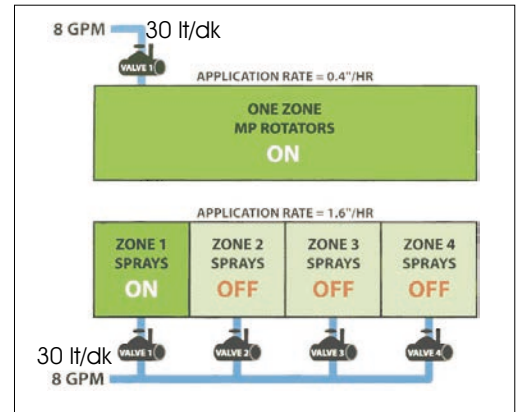 8 GPM 30 lt/dk
VALVE 1
APPLICATION RATE = 0.4"/HR
ONE ZONE
MP ROTATORS
ON
APPLICATION RATE = 1.6"/HR
ZONE 1 ZONE 2 ZONE 3 ZONE 4
SPRAYS SPRAYS SPRAYS SPRAYS
ON OFF OFF OFF
30 lt/dk VALVE 1 VALVE 2 VALVE 3 VALVE 4
8 GPM